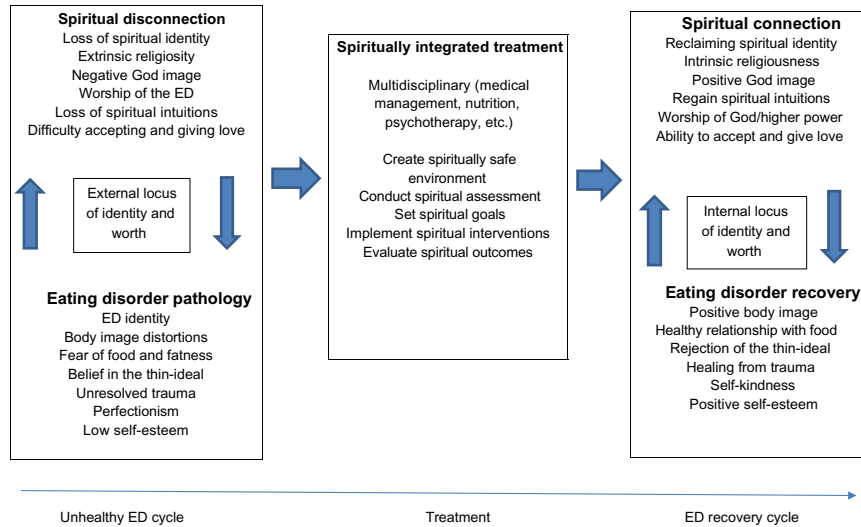 Spiritual disconnection
Loss of spiritual identity
Extrinsic religiosity
Negative God image
Worship of the ED
Loss of spiritual intuitions
Difficulty accepting and giving love
External locus
of identity and
worth
Eating disorder pathology
ED identity
Body image distortions
Fear of food and fatness
Belief in the thin-ideal
Unresolved trauma
Perfectionism
Low self-esteem
Spiritually integrated treatment
Multidisciplinary (medical
management, nutrition,
psychotherapy, etc.)
Create spiritually safe
environment
Conduct spiritual assessment
Set spiritual goals
Implement spiritual interventions
Evaluate spiritual outcomes
Spiritual connection
Reclaiming spiritual identity
Intrinsic religiousness
Positive God image
Regain spiritual intuitions
Worship of God/higher power
Ability to accept and give love
Internal locus
of identity and
worth
Eating disorder recovery
Positive body image
Healthy relationship with food
Rejection of the thin-ideal
Healing from trauma
Self-kindness
Positive self-esteem
Unhealthy ED cycle
Treatment
ED recovery cycle